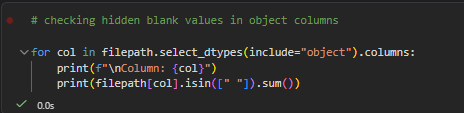 # checking hidden blank values in object columns
for col in filepath.select_dtypes(include="object").columns:
    print(f"\nColumn: {col}")
    print(filepath[col].isin([" "]).sum())
0.0s